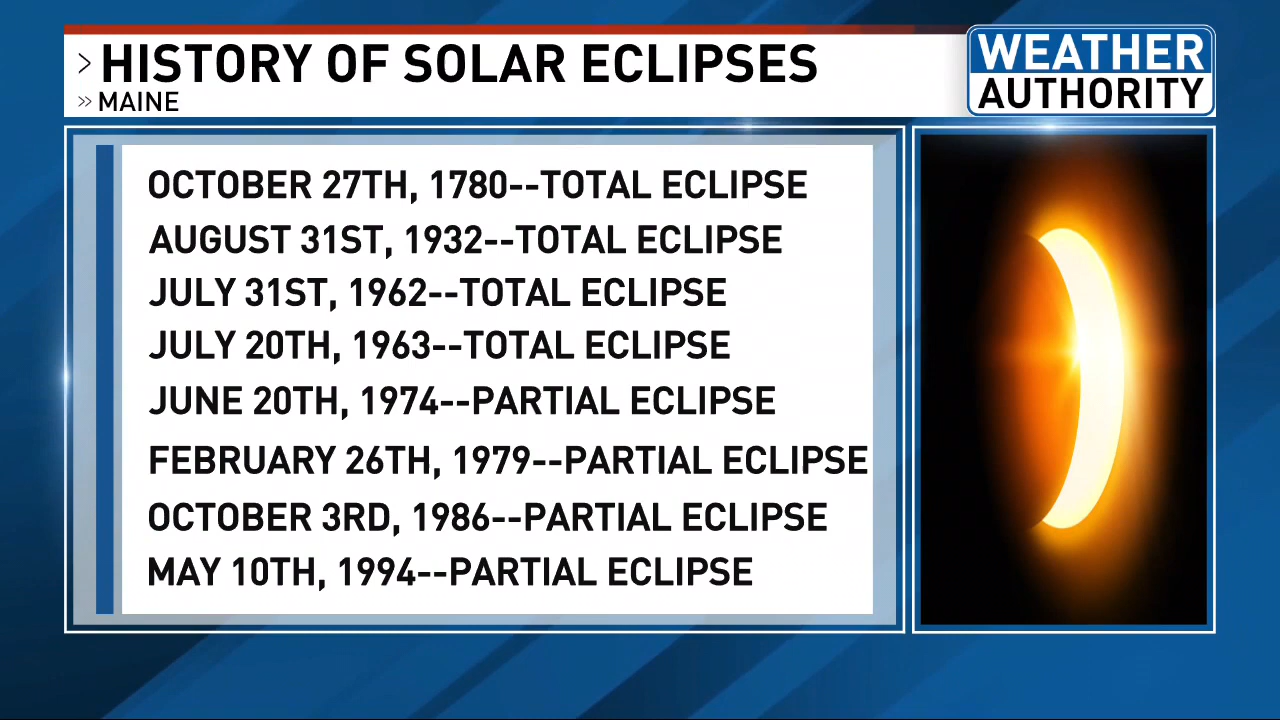 > HISTORY OF SOLAR ECLIPSES
>> MAINE
WEATHER
AUTHORITY
OCTOBER 27TH, 1780--TOTAL ECLIPSE
AUGUST 31ST, 1932--TOTAL ECLIPSE
JULY 31ST, 1962--TOTAL ECLIPSE
JULY 20TH, 1963--TOTAL ECLIPSE
JUNE 20TH, 1974--PARTIAL ECLIPSE
FEBRUARY 26TH, 1979--PARTIAL ECLIPSE
OCTOBER 3RD, 1986--PARTIAL ECLIPSE
MAY 10TH, 1994--PARTIAL ECLIPSE